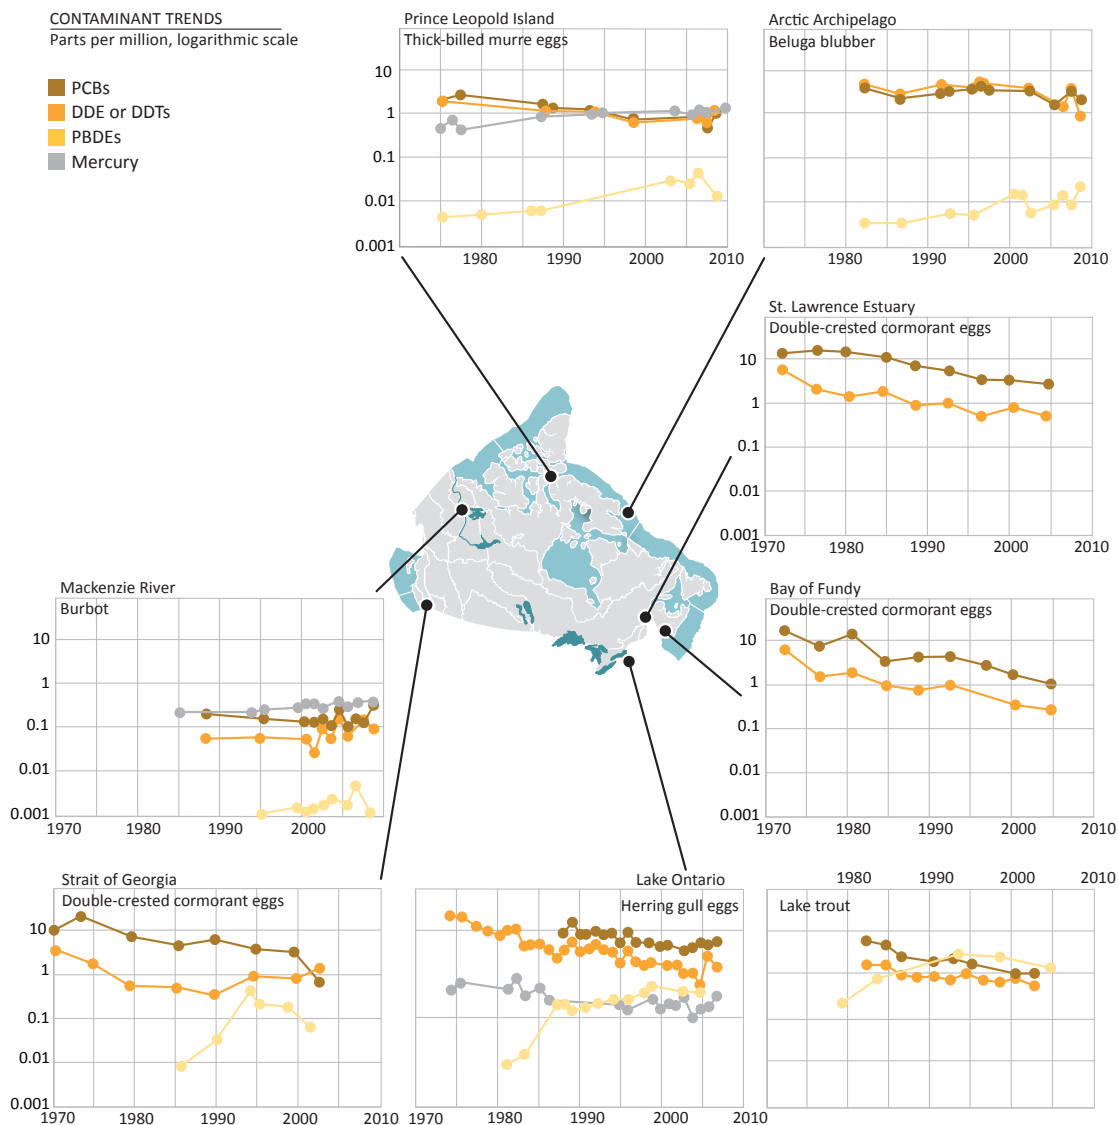 CONTAMINANT TRENDS
Parts per million, logarithmic scale
PCBs
DDE or DDTs
PBDEs
Mercury
Prince Leopold Island
Thick-billed murre eggs
10
1
0.1
0.01
0.001
1980 1990 2000 2010
Arctic Archipelago
Beluga blubber
1980 1990 2000 2010
St. Lawrence Estuary
Double-crested cormorant eggs
10
1
0.1
0.01
0.001
1970 1980 1990 2000 2010
Mackenzie River
Burbot
10
1
0.1
0.01
0.001
1970 1980 1990 2000
Bay of Fundy
Double-crested cormorant eggs
10
1
0.1
0.01
0.001
1970 1980 1990 2000 2010
Strait of Georgia
Double-crested cormorant eggs
10
1
0.1
0.01
0.001
1970 1980 1990 2000 2010
Lake Ontario
Herring gull eggs
1970 1980 1990 2000 2010
1980 1990 2000 2010
Lake trout